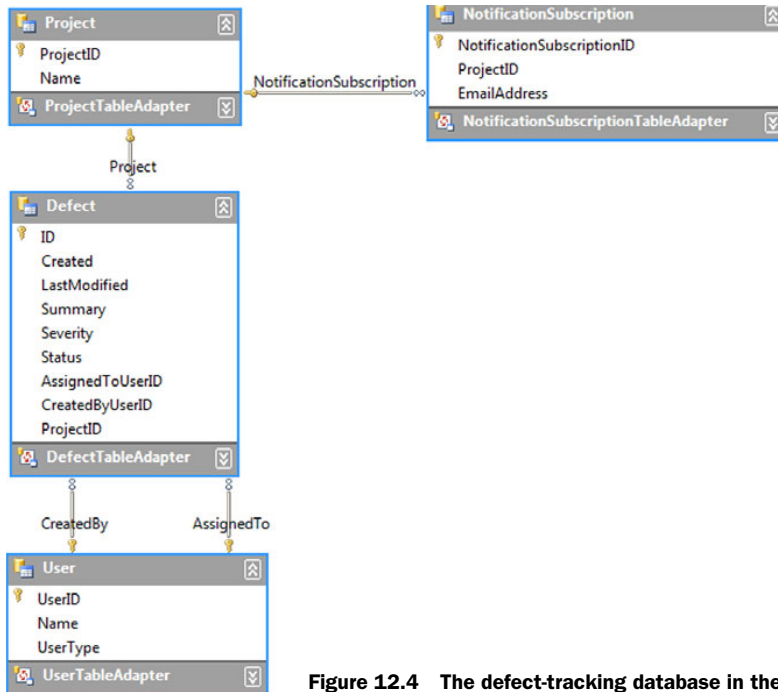 Project
ProjectID
Name
ProjectTableAdapter
NotificationSubscription
NotificationSubscription
NotificationSubscriptionID
ProjectID
EmailAddress
NotificationSubscriptionTableAdapter
Project
Defect
ID
Created
LastModified
Summary
Severity
Status
AssignedToUserID
CreatedByUserID
ProjectID
DefectTableAdapter
CreatedBy
AssignedTo
User
UserID
Name
UserType
UserTableAdapter
Figure 12.4 The defect-tracking database in the